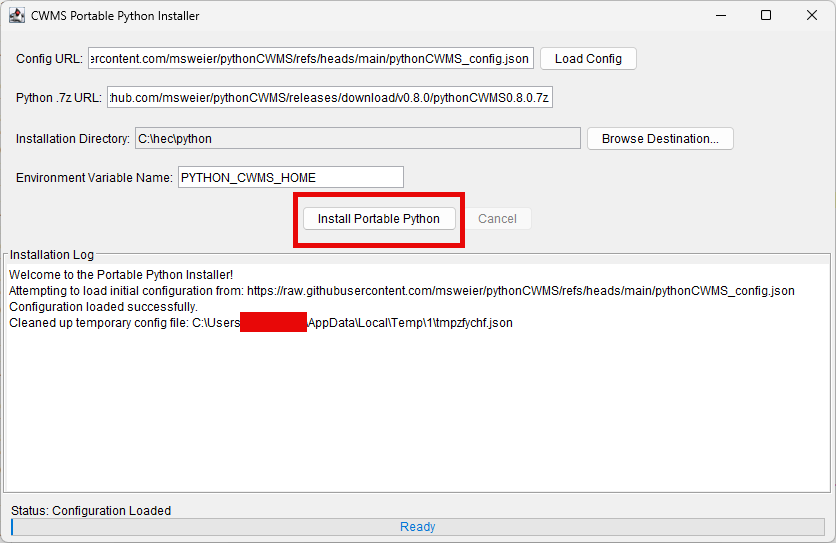 CWMS Portable Python Installer
Config URL: ercontent.com/msweier/pythonCWMS/refs/heads/main/pythonCWMS_config.json Load Config
Python .7z URL: hub.com/msweier/pythonCWMS/releases/download/v0.8.0/pythonCWMS0.8.0.7z
Installation Directory: C:\hec\python Browse Destination...
Environment Variable Name: PYTHON_CWMS_HOME
Install Portable Python Cancel
Installation Log
Welcome to the Portable Python Installer!
Attempting to load initial configuration from: https://raw.githubusercontent.com/msweier/pythonCWMS/refs/heads/main/pythonCWMS_config.json
Configuration loaded successfully.
Cleaned up temporary config file: C:\Users \AppData\Local\Temp\1\tmpzfychf.json
Status: Configuration Loaded
Ready